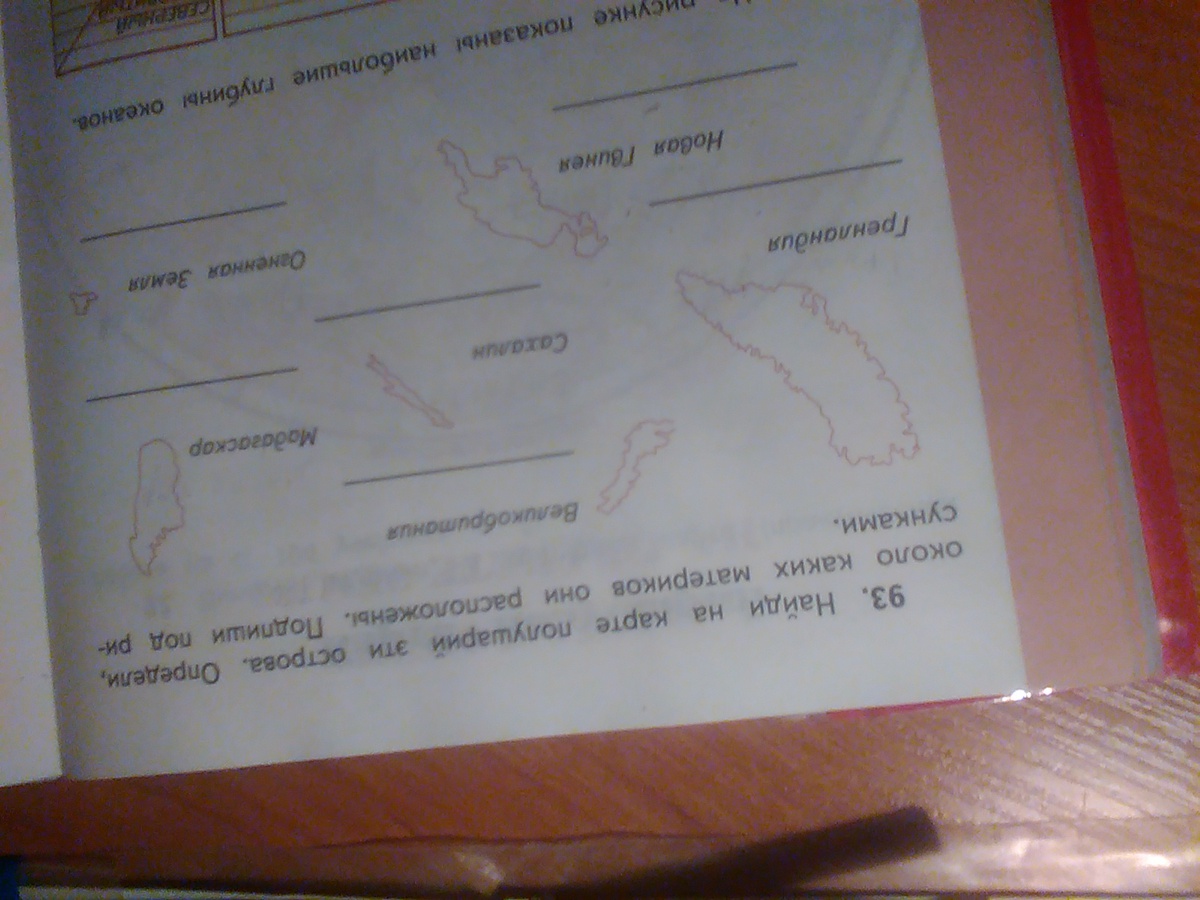 93. Найди на карте полушарий эти острова. Определи,
около каких материков они расположены. Подпиши под ри-
сунками.
Великобритания
Мадагаскар
Сахалин
Гренландия
Огненная Земля
Новая Гвинея
рисунке показаны наибольшие глубины океанов.
СЕВЕРНЫЙ